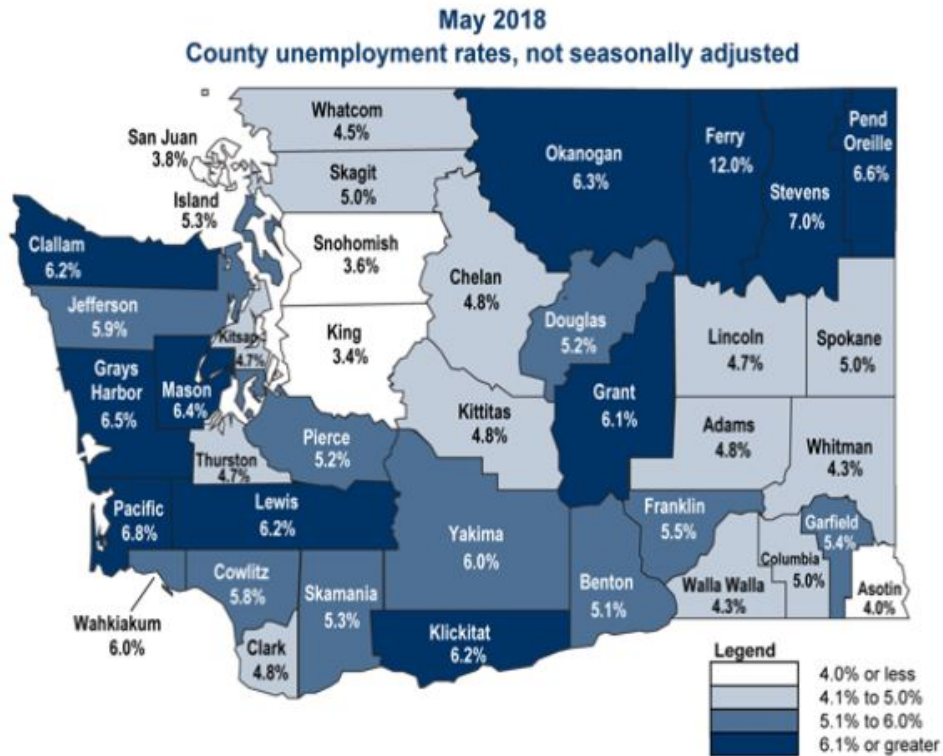 May 2018
County unemployment rates, not seasonally adjusted
Whatcom
4.5%
San Juan
3.8%
Skagit
5.0%
Island
5.3%
Okanogan
6.3%
Ferry
12.0%
Stevens
7.0%
Pend
Oreille
6.6%
Clallam
6.2%
Snohomish
3.6%
Chelan
4.8%
Jefferson
5.9%
Kitsap
4.7%
King
3.4%
Douglas
5.2%
Lincoln
4.7%
Spokane
5.0%
Grays
Harbor
6.5%
Mason
6.4%
Kittitas
4.8%
Grant
6.1%
Adams
4.8%
Whitman
4.3%
Pierce
5.2%
Thurston
4.7%
Pacific
6.8%
Lewis
6.2%
Yakima
6.0%
Franklin
5.5%
Garfield
5.4%
Columbia
5.0%
Asotin
4.0%
Walla Walla
4.3%
Benton
5.1%
Wahkiakum
6.0%
Cowlitz
5.8%
Skamania
5.3%
Clark
4.8%
Klickitat
6.2%
Legend
4.0% or less
4.1% to 5.0%
5.1% to 6.0%
6.1% or greater